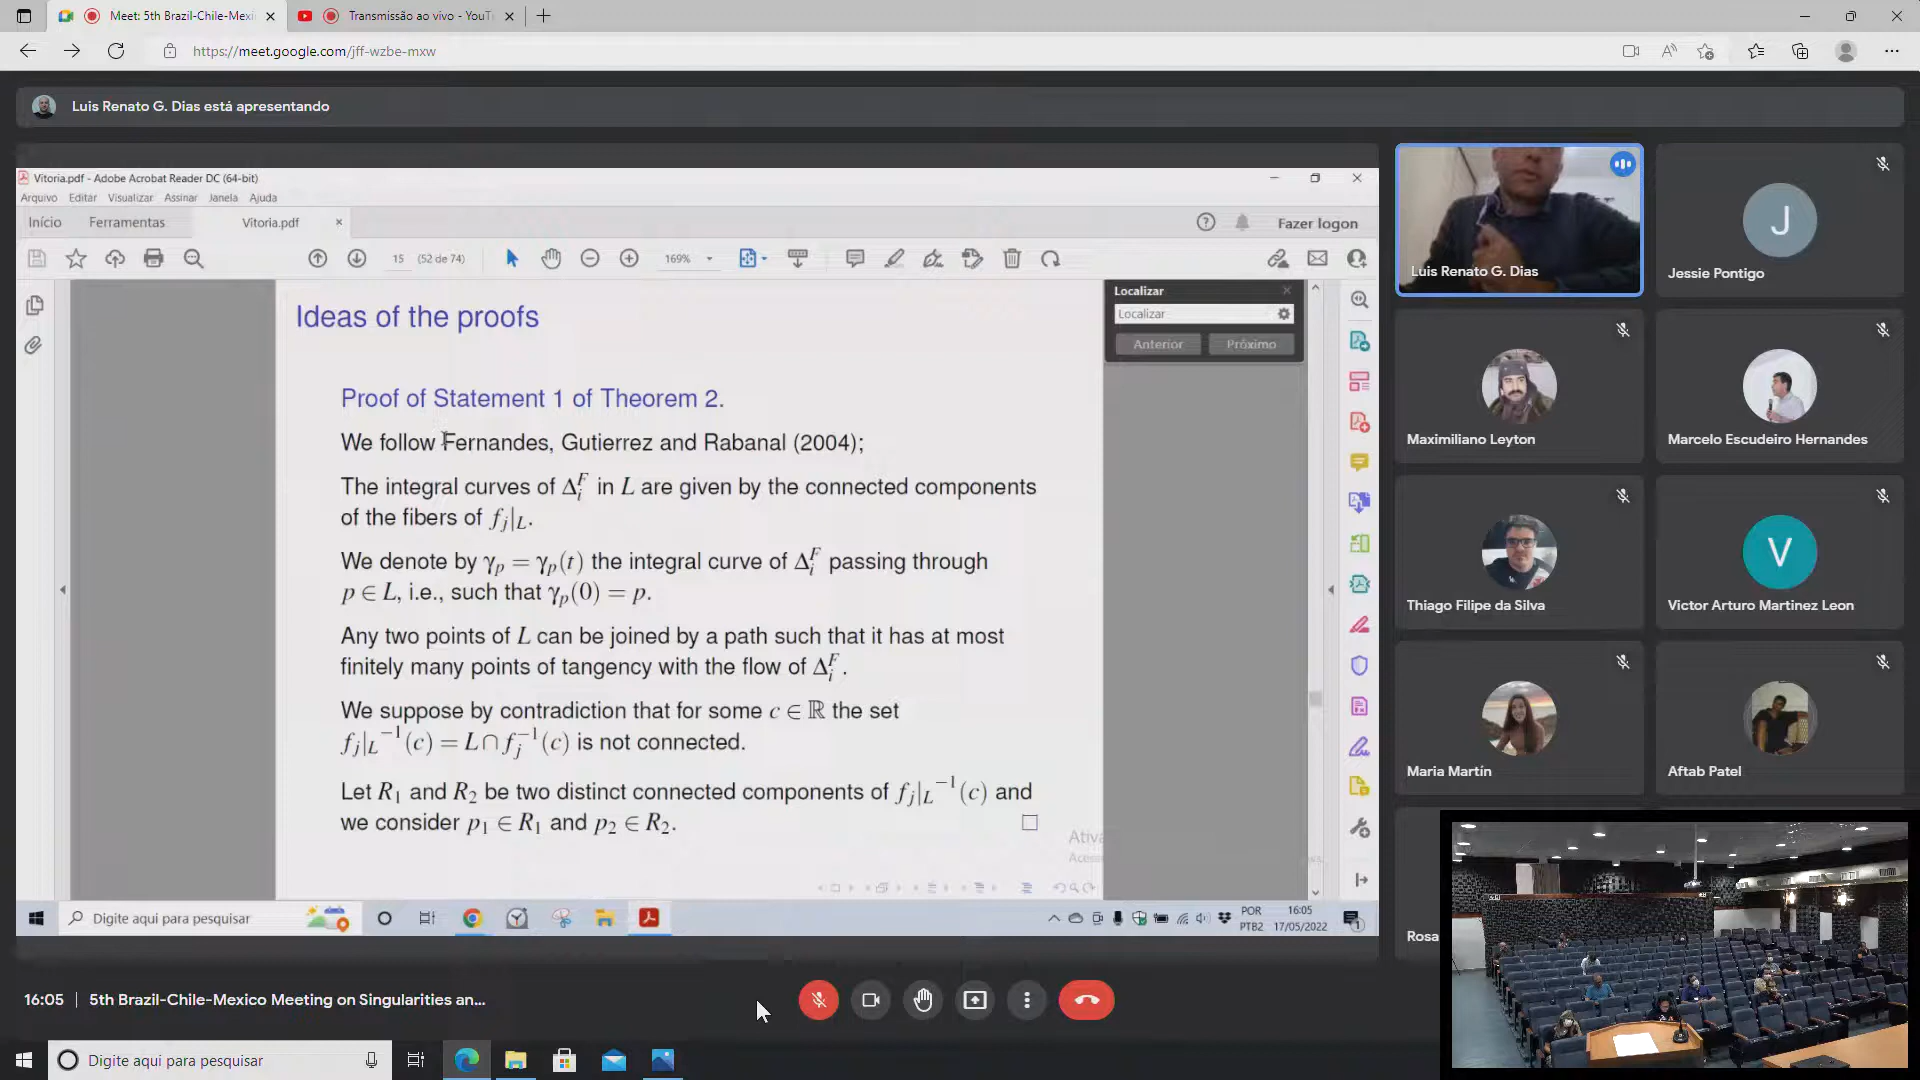 Meet: 5th Brazil-Chile-Mexi
Transmissão ao vivo - YouT
https://meet.google.com/jff-wzbe-mxw
Luis Renato G. Dias está apresentando
Vitoria.pdf - Adobe Acrobat Reader DC (64-bit)
Arquivo Editar Visualizar Assinar Janela Ajuda
Início Ferramentas Vitoria.pdf Fazer logon
15 (52 de 74) 169%
Localizar
Localizar
Anterior Próximo
Ideas of the proofs
Proof of Statement 1 of Theorem 2.
We follow Fernandes, Gutierrez and Rabanal (2004);
The integral curves of Δ_i^F in L are given by the connected components
of the fibers of f_j|_L.
We denote by γ_p = γ_p(t) the integral curve of Δ_i^F passing through
p ∈ L, i.e., such that γ_p(0) = p.
Any two points of L can be joined by a path such that it has at most
finitely many points of tangency with the flow of Δ_i^F.
We suppose by contradiction that for some c ∈ ℝ the set
f_j|_L^{-1}(c) = L ∩ f_j^{-1}(c) is not connected.
Let R_1 and R_2 be two distinct connected components of f_j|_L^{-1}(c) and
we consider p_1 ∈ R_1 and p_2 ∈ R_2.
□
Digite aqui para pesquisar
POR
PTB2
16:05
17/05/2022
1
Luis Renato G. Dias
J
Jessie Pontigo
Maximiliano Leyton
Marcelo Escudeiro Hernandes
Thiago Filipe da Silva
V
Victor Arturo Martinez Leon
Maria Martín
Aftab Patel
Rosa
16:05 | 5th Brazil-Chile-Mexico Meeting on Singularities an...
Digite aqui para pesquisar